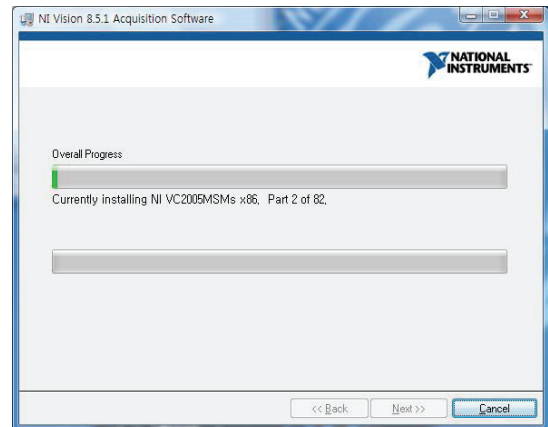 NI Vision 8.5.1 Acquisition Software
NATIONAL
INSTRUMENTS™
Overall Progress
Currently installing NI VC2005MSMs x86, Part 2 of 82,
<< Back
Next >>
Cancel